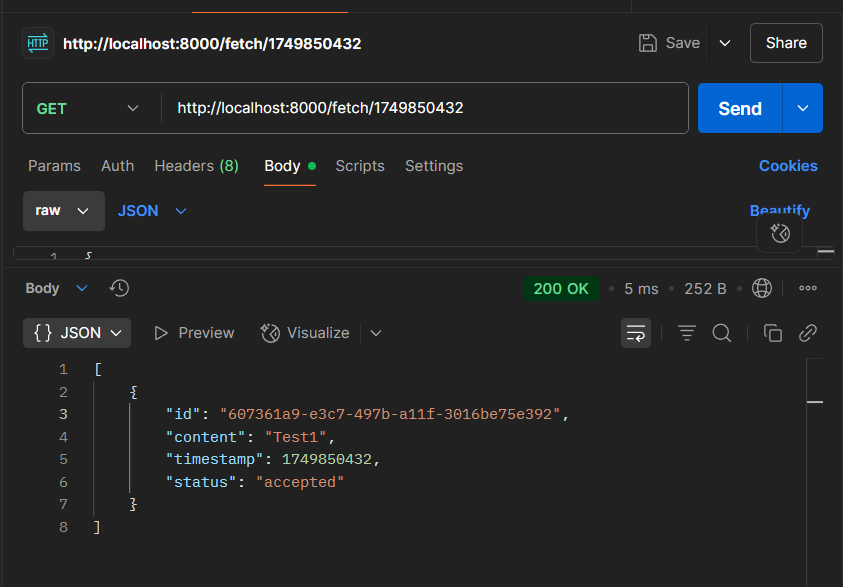 HTTP http://localhost:8000/fetch/1749850432 Save Share
GET http://localhost:8000/fetch/1749850432 Send
Params Auth Headers (8) Body Scripts Settings Cookies
raw JSON Beautify
1 {
Body 200 OK • 5 ms • 252 B •
{} JSON Preview Visualize
1 [
2 {
3 "id": "607361a9-e3c7-497b-a11f-3016be75e392",
4 "content": "Test1",
5 "timestamp": 1749850432,
6 "status": "accepted"
7 }
8 ]